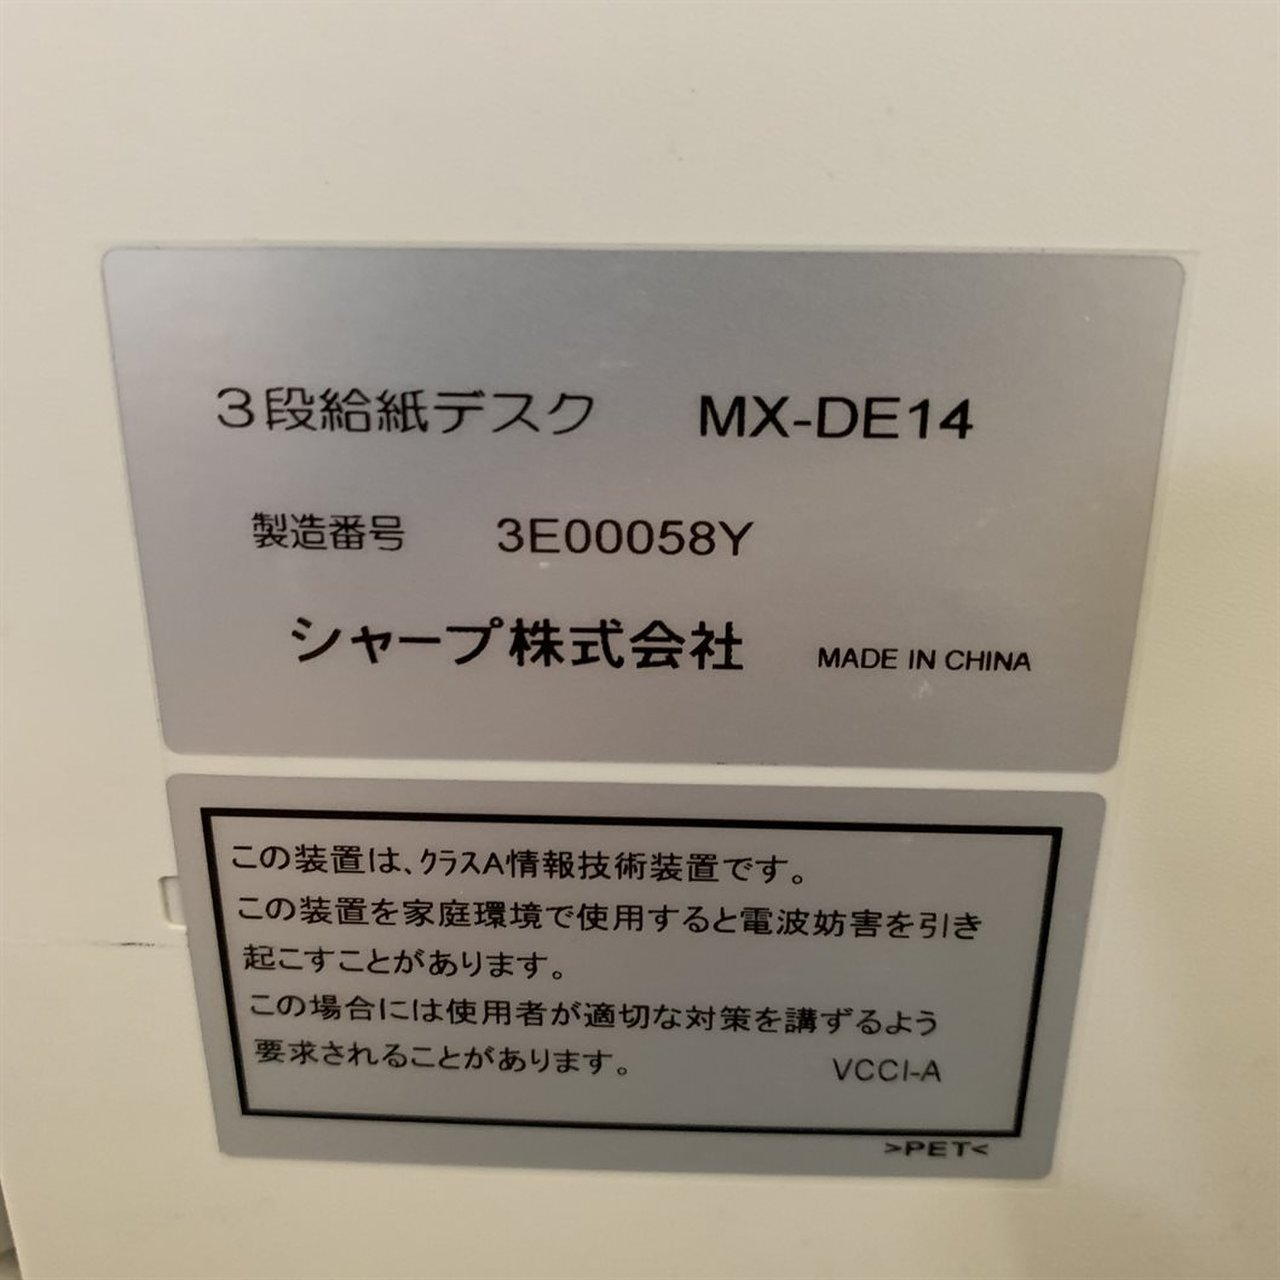 ３段給紙デスク MX-DE14
製造番号 3E00058Y
シャープ株式会社 MADE IN CHINA
この装置は、ｸﾗｽA情報技術装置です。
この装置を家庭環境で使用すると電波妨害を引き
起こすことがあります。
この場合には使用者が適切な対策を講ずるよう
要求されることがあります。 VCCI-A
>PET<